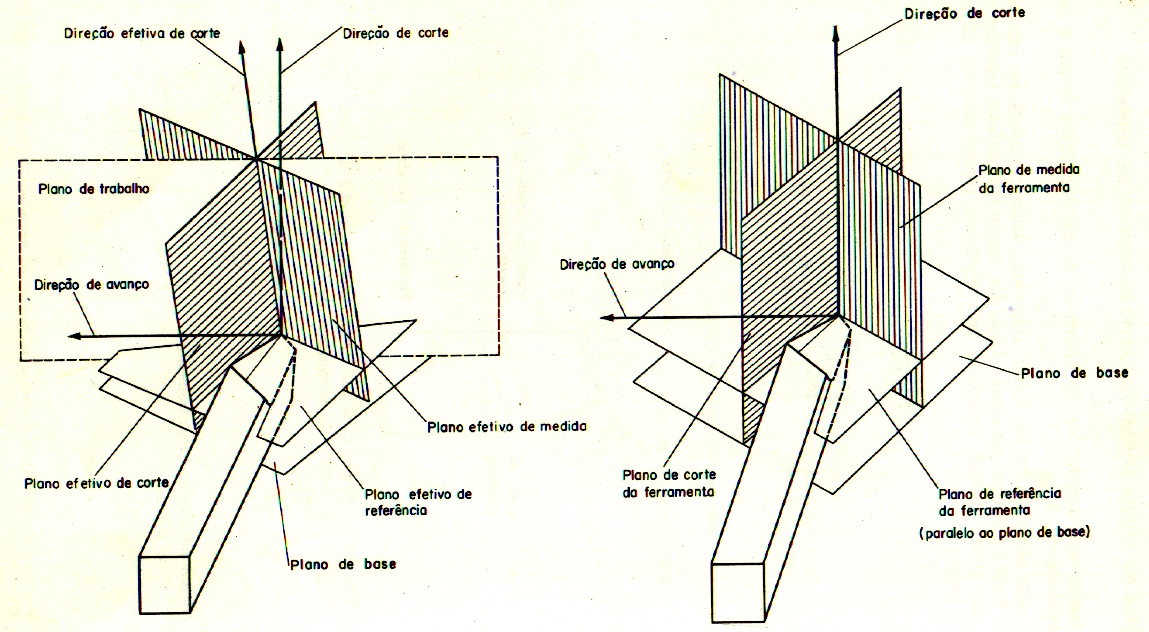 Direção efetiva de corte
Direção de corte
Plano de trabalho
Direção de avanço
Plano efetivo de medida
Plano efetivo de corte
Plano efetivo de
referência
Plano de base
Direção de corte
Plano de medida
da ferramenta
Direção de avanço
Plano de base
Plano de corte
da ferramenta
Plano de referência
da ferramenta
(paralelo ao plano de base)